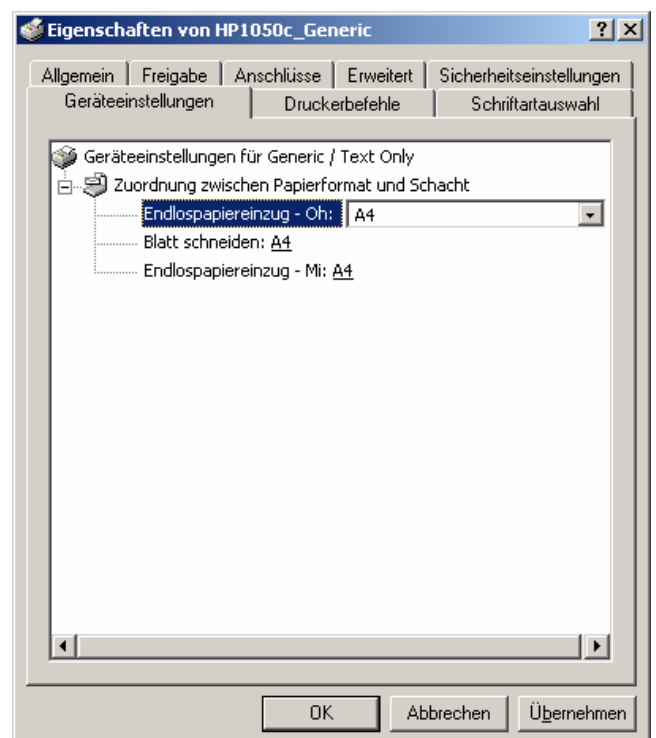 Eigenschaften von HP1050c_Generic
Allgemein Freigabe Anschlüsse Erweitert Sicherheitseinstellungen
Geräteeinstellungen Druckerbefehle Schriftartauswahl
Geräteeinstellungen für Generic / Text Only
Zuordnung zwischen Papierformat und Schacht
Endlospapiereinzug - Oh: A4
Blatt schneiden: A4
Endlospapiereinzug - Mi: A4
OK Abbrechen Übernehmen